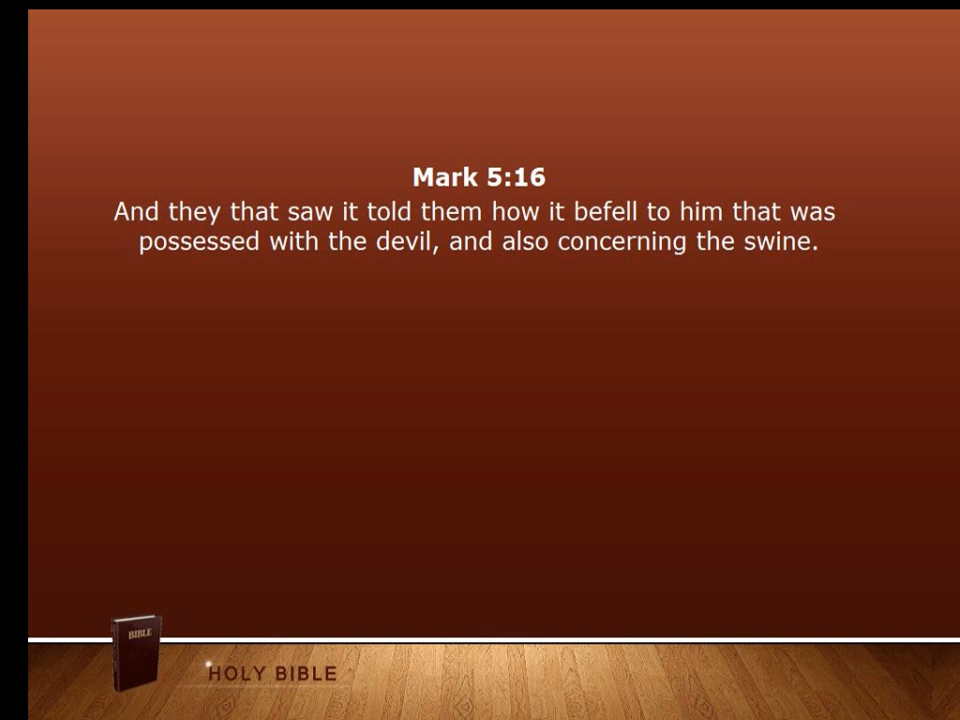 Mark 5:16
And they that saw it told them how it befell to him that was
possessed with the devil, and also concerning the swine.
BIBLE
HOLY BIBLE